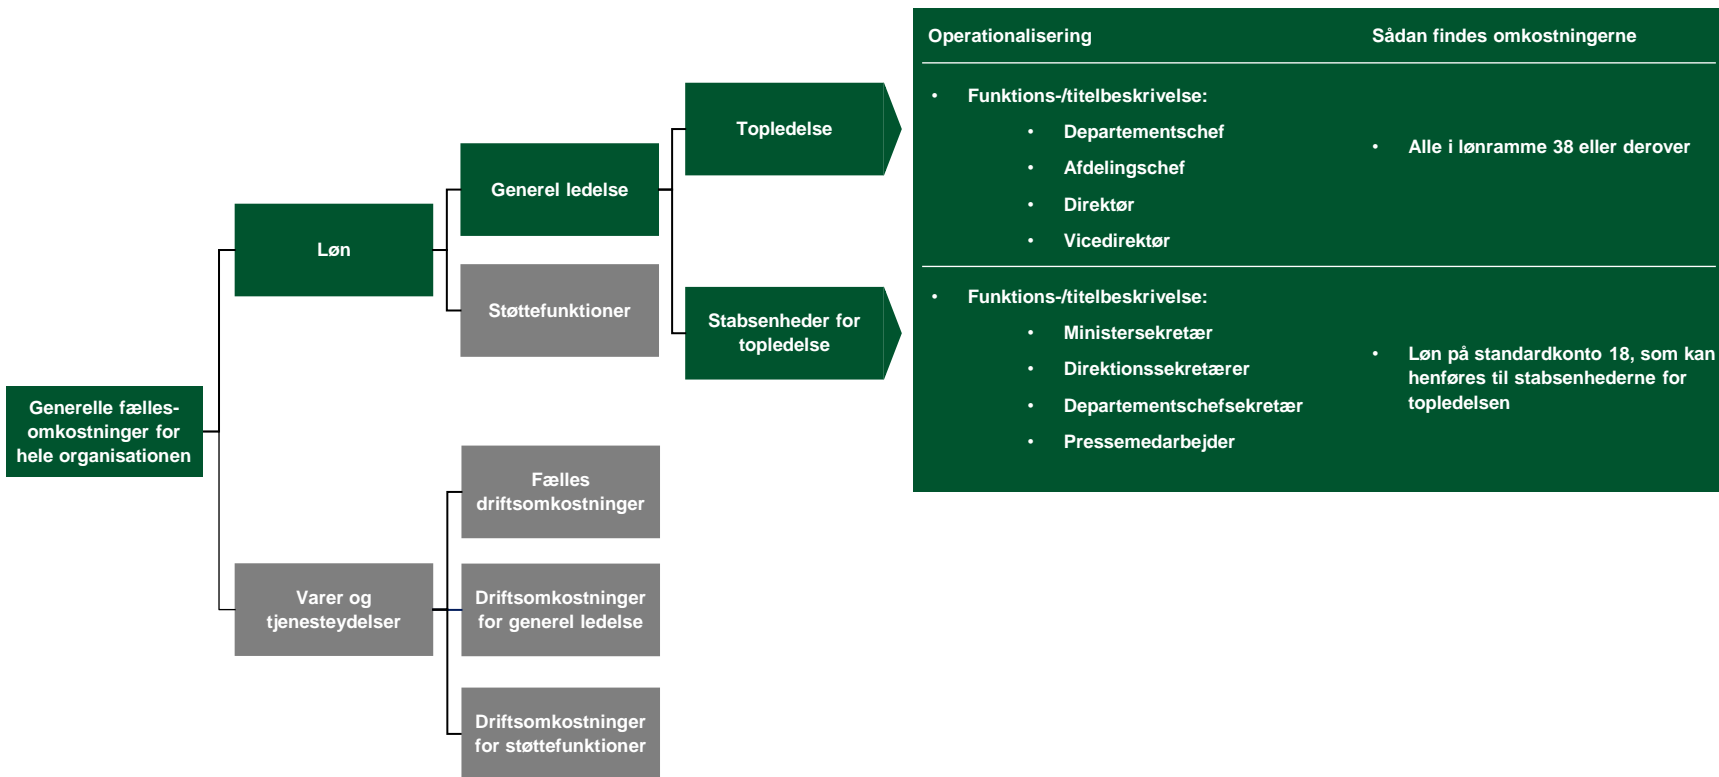 Generelle fælles-
omkostninger for
hele organisationen
Løn
Varer og
tjenesteydelser
Generel ledelse
Støttefunktioner
Fælles
driftsomkostninger
Driftsomkostninger
for generel ledelse
Driftsomkostninger
for støttefunktioner
Topledelse
Stabsenheder for
topledelse
Operationalisering
Sådan findes omkostningerne
• Funktions-/titelbeskrivelse:
• Departementschef
• Afdelingschef
• Direktør
• Vicedirektør
• Alle i lønramme 38 eller derover
• Funktions-/titelbeskrivelse:
• Ministersekretær
• Direktionssekretærer
• Departementschefsekretær
• Pressemedarbejder
• Løn på standardkonto 18, som kan
henføres til stabsenhederne for
topledelsen